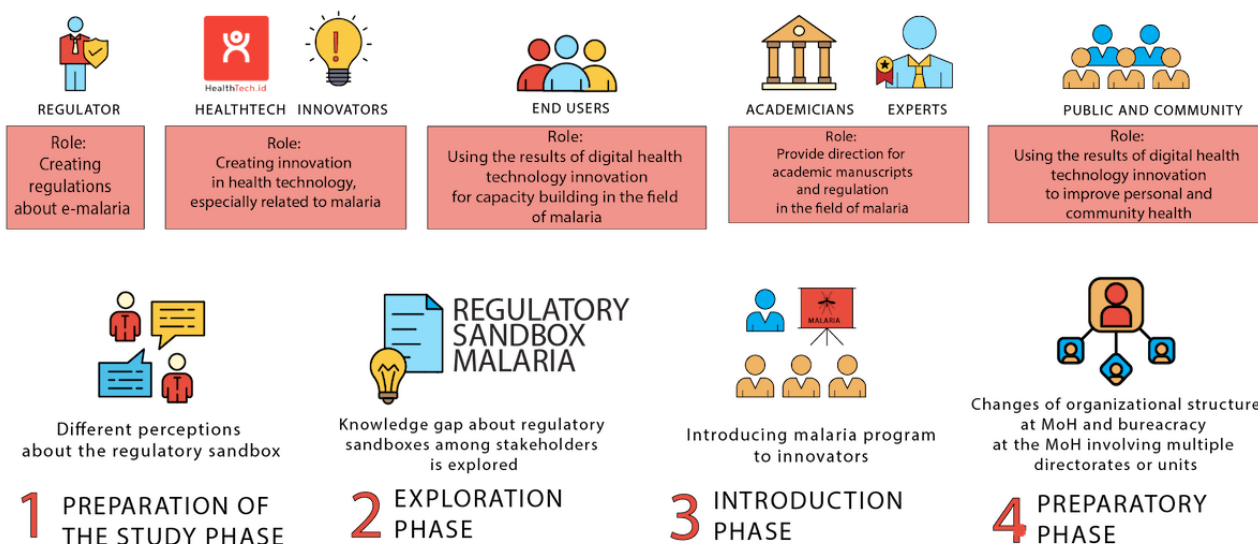 HealthTech.id
REGULATOR
HEALTHTECH
INNOVATORS
END USERS
ACADEMICIANS
EXPERTS
PUBLIC AND COMMUNITY
Role:
Creating
regulations
about e-malaria
Role:
Creating innovation
in health technology,
especially related to malaria
Role:
Using the results of digital health
technology innovation
for capacity building in the field
of malaria
Role:
Provide direction for
academic manuscripts
and regulation
in the field of malaria
Role:
Using the results of digital health
technology innovation
to improve personal and
community health
Different perceptions
about the regulatory sandbox
1 PREPARATION OF
THE STUDY PHASE
REGULATORY
SANDBOX
MALARIA
Knowledge gap about regulatory
sandboxes among stakeholders
is explored
2 EXPLORATION
PHASE
MALARIA
Introducing malaria program
to innovators
3 INTRODUCTION
PHASE
Changes of organizational structure
at MoH and bureacracy
at the MoH involving multiple
directorates or units
4 PREPARATORY
PHASE